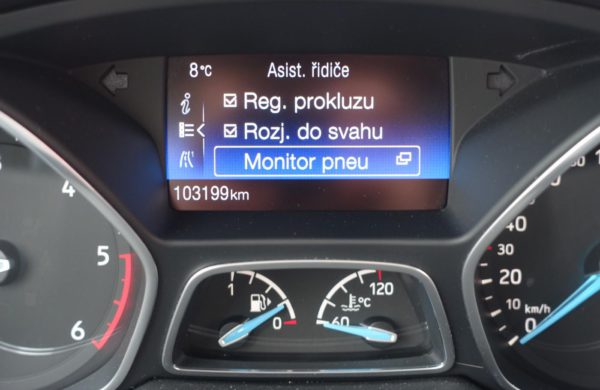 8°C Asist. řidiče
Reg. prokluzu
Rozj. do svahu
Monitor pneu
103199km
4
5
6
1
0
°C
60
120
40
30
20
10
0
km/h